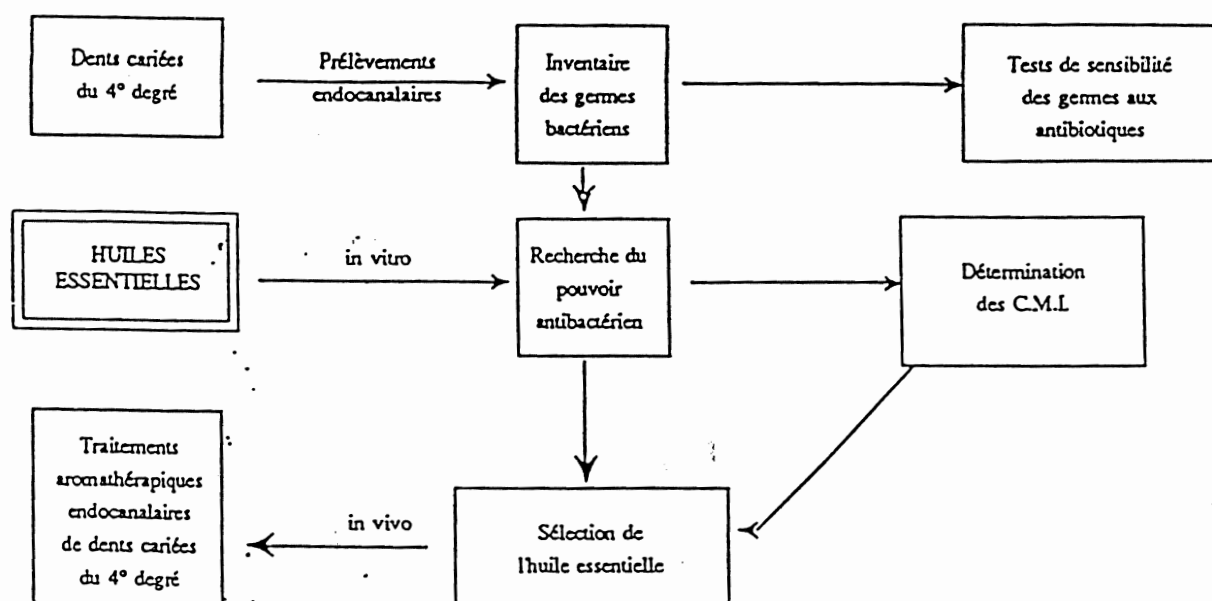 Dents cariées
du 4° degré
Prélèvements
endocanalaires
Inventaire
des germes
bactériens
Tests de sensibilité
des germes aux
antibiotiques
HUILES
ESSENTIELLES
in vitro
Recherche du
pouvoir
antibactérien
Détermination
des C.M.I.
Traitements
aromathérapiques
endocanalaires
de dents cariées
du 4° degré
in vivo
Sélection de
l'huile essentielle